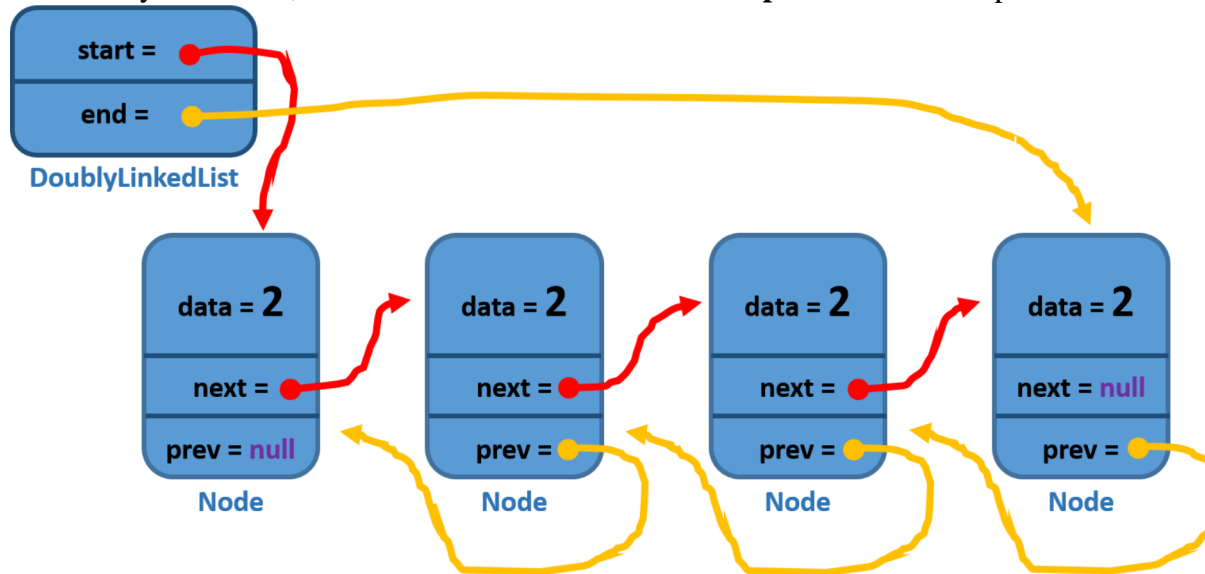 start =
end =
DoublyLinkedList
data = 2
next =
prev = null
Node
data = 2
next =
prev =
Node
data = 2
next =
prev =
Node
data = 2
next = null
prev =
Node